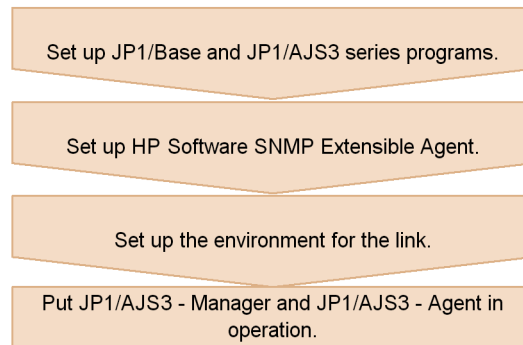 Set up JP1/Base and JP1/AJS3 series programs.
Set up HP Software SNMP Extensible Agent.
Set up the environment for the link.
Put JP1/AJS3 - Manager and JP1/AJS3 - Agent in
operation.